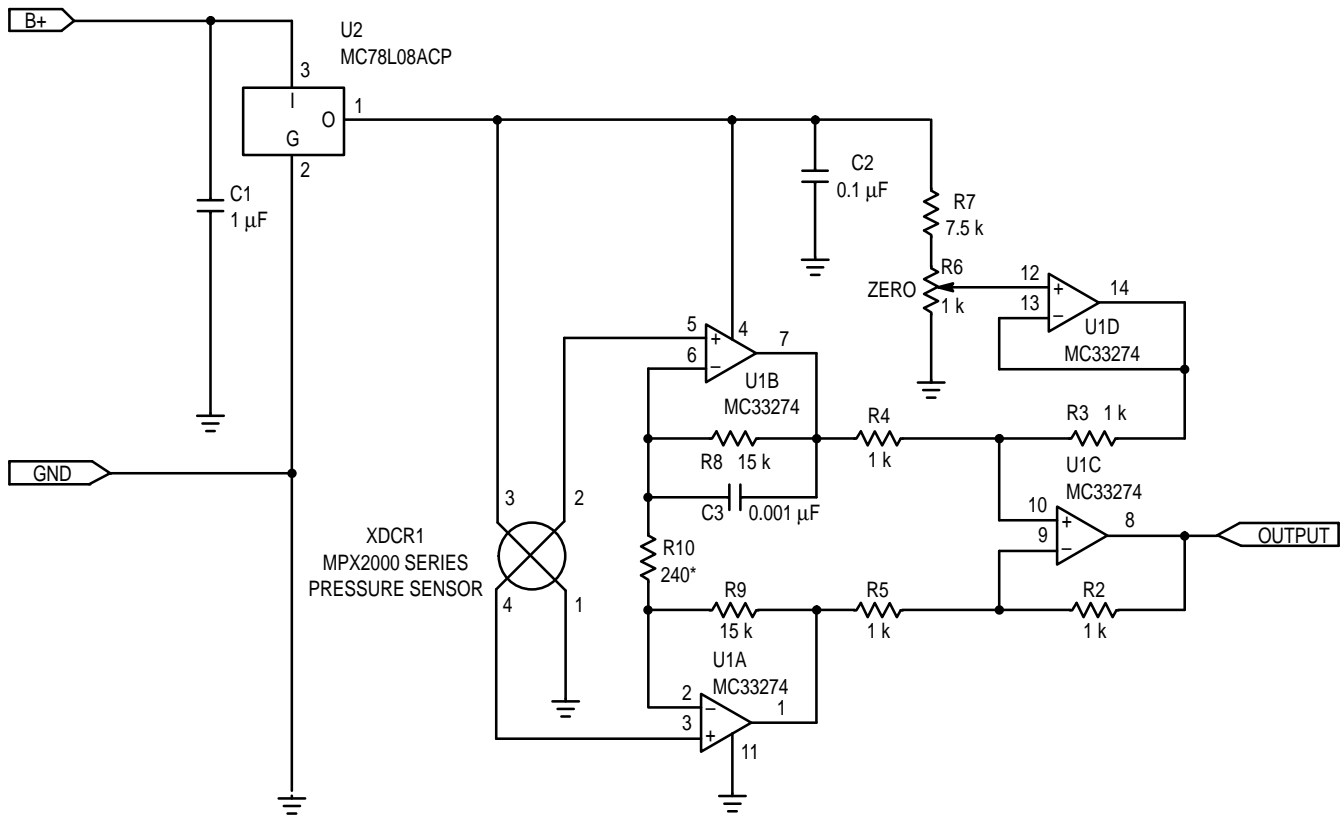 B+
U2
MC78L08ACP
3
I
O
1
G
2
C1
1 µF
C2
0.1 µF
R7
7.5 k
R6
ZERO
1 k
12
+
13
−
14
U1D
MC33274
5
+
4
7
6
−
U1B
MC33274
R8 15 k
C3 0.001 µF
R4
1 k
R3 1 k
U1C
MC33274
10
+
9
−
8
OUTPUT
GND
3
2
XDCR1
MPX2000 SERIES
PRESSURE SENSOR
4
1
R10
240*
R9
15 k
R5
1 k
R2
1 k
U1A
MC33274
2
−
3
+
1
11